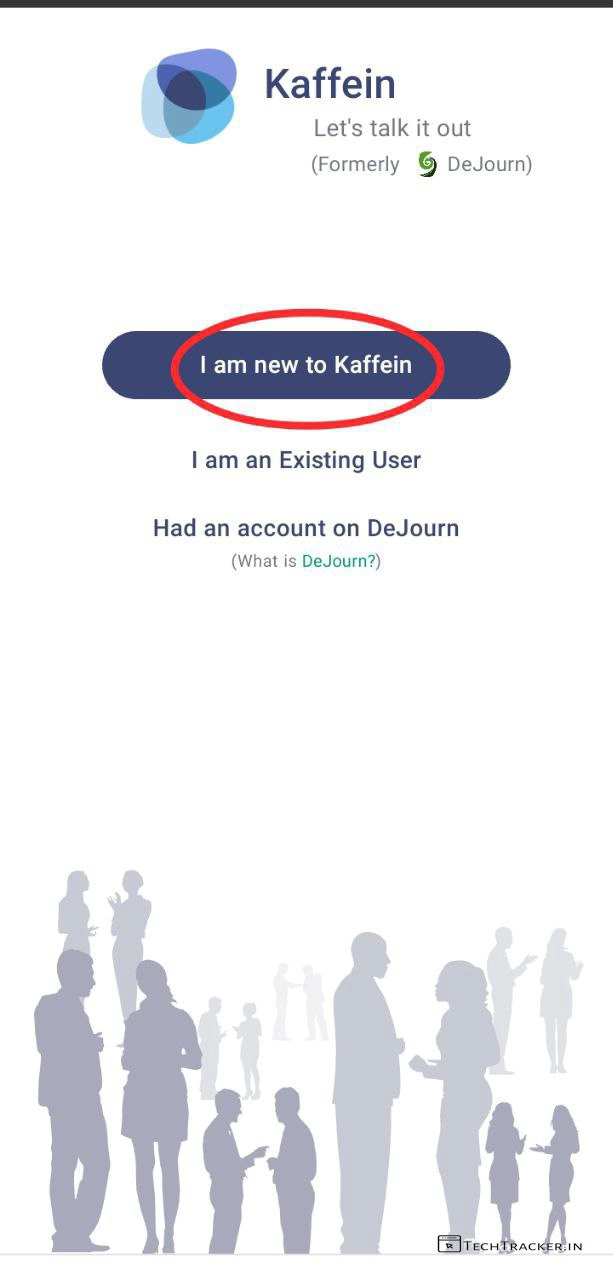 Kaffein
Let's talk it out
(Formerly DeJourn)
I am new to Kaffein
I am an Existing User
Had an account on DeJourn
(What is DeJourn?)
TECHTRACKER.IN